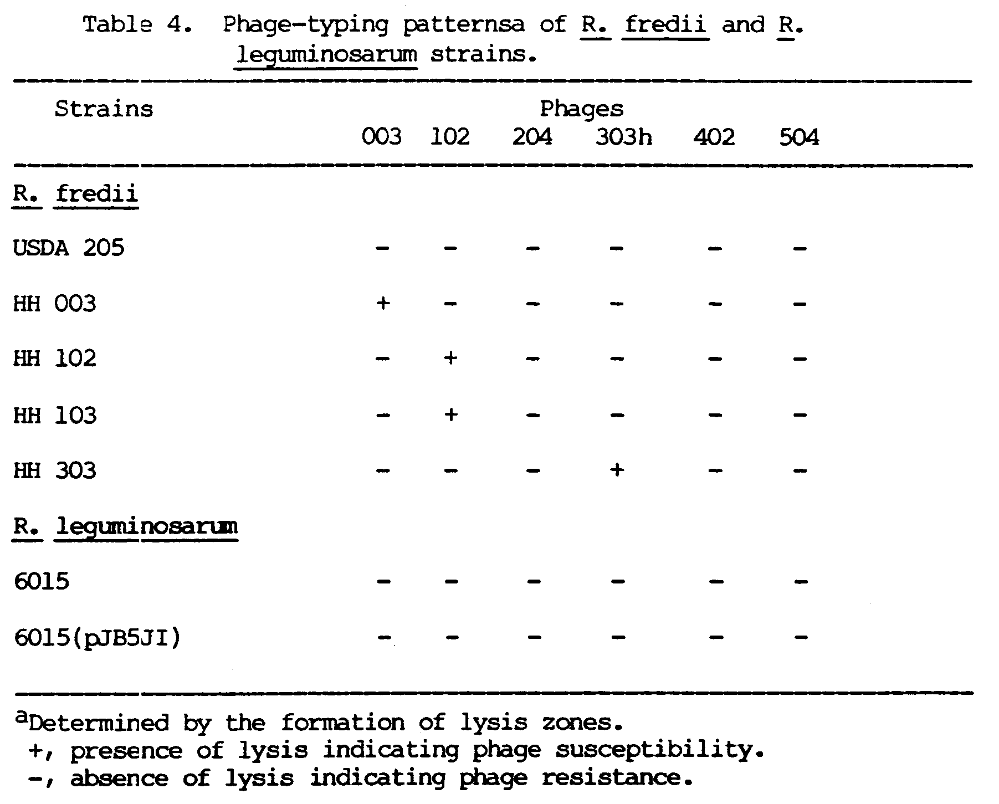 Table 4. Phage-typing patternsa of R. fredii and R.
leguminosarum strains.
Strains Phages
003 102 204 303h 402 504
R. fredii
USDA 205 - - - - - -
HH 003 + - - - - -
HH 102 - + - - - -
HH 103 - + - - - -
HH 303 - - - + - -
R. leguminosarum
6015 - - - - - -
6015(pJB5JI) - - - - - -
aDetermined by the formation of lysis zones.
+, presence of lysis indicating phage susceptibility.
-, absence of lysis indicating phage resistance.